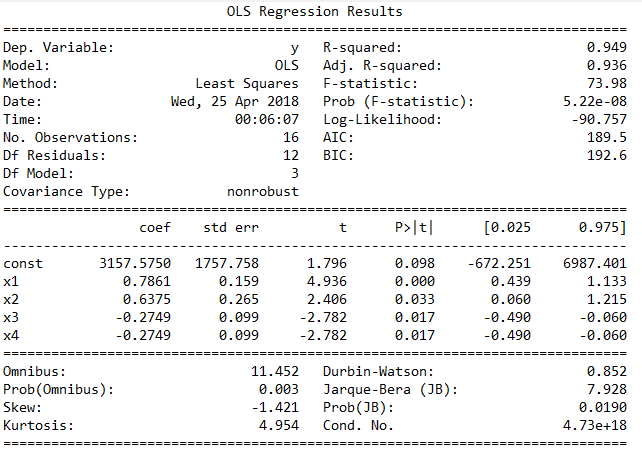 OLS Regression Results
==============================================================================
Dep. Variable: y R-squared: 0.949
Model: OLS Adj. R-squared: 0.936
Method: Least Squares F-statistic: 73.98
Date: Wed, 25 Apr 2018 Prob (F-statistic): 5.22e-08
Time: 00:06:07 Log-Likelihood: -90.757
No. Observations: 16 AIC: 189.5
Df Residuals: 12 BIC: 192.6
Df Model: 3
Covariance Type: nonrobust
==============================================================================
coef std err t P>|t| [0.025 0.975]
------------------------------------------------------------------------------
const 3157.5750 1757.758 1.796 0.098 -672.251 6987.401
x1 0.7861 0.159 4.936 0.000 0.439 1.133
x2 0.6375 0.265 2.406 0.033 0.060 1.215
x3 -0.2749 0.099 -2.782 0.017 -0.490 -0.060
x4 -0.2749 0.099 -2.782 0.017 -0.490 -0.060
==============================================================================
Omnibus: 11.452 Durbin-Watson: 0.852
Prob(Omnibus): 0.003 Jarque-Bera (JB): 7.928
Skew: -1.421 Prob(JB): 0.0190
Kurtosis: 4.954 Cond. No. 4.73e+18
==============================================================================